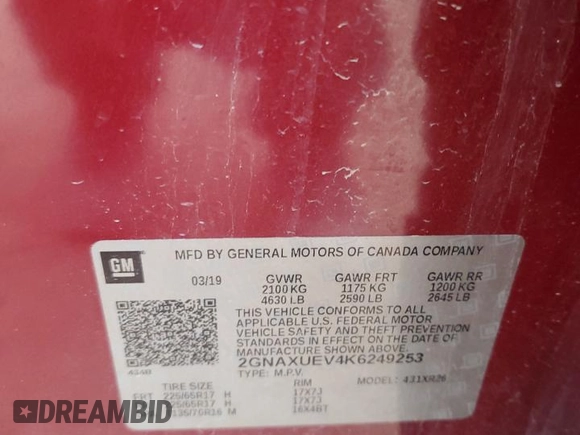 GM
MFD BY GENERAL MOTORS OF CANADA COMPANY
03/19 GVWR GAWR FRT GAWR RR
2100 KG 1175 KG 1200 KG
4630 LB 2590 LB 2645 LB
THIS VEHICLE CONFORMS TO ALL
APPLICABLE U.S. FEDERAL MOTOR
VEHICLE SAFETY AND THEFT PREVENTION
STANDARDS IN EFFECT ON THE DATE OF
MANUFACTURE SHOWN ABOVE.
2GNAXUEV4K6249253
TYPE: M.P.V. MODEL: 431XR26
TIRE SIZE RIM
FRT 225/65R17 H 17X7J
225/65R17 H 17X7J
135/70R16 M 16X4BT
DREAMBID